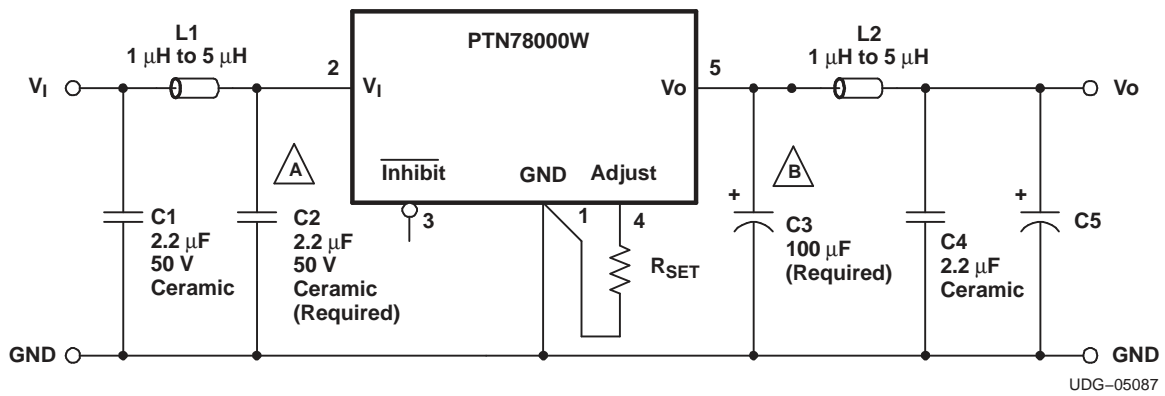 L1
1 μH to 5 μH
PTN78000W
L2
1 μH to 5 μH
2
5
VI
VI
Vo
Vo
A
B
Inhibit
GND
Adjust
3
1
4
C1
2.2 μF
50 V
Ceramic
C2
2.2 μF
50 V
Ceramic
(Required)
RSET
+
C3
100 μF
(Required)
C4
2.2 μF
Ceramic
+
C5
GND
GND
UDG–05087